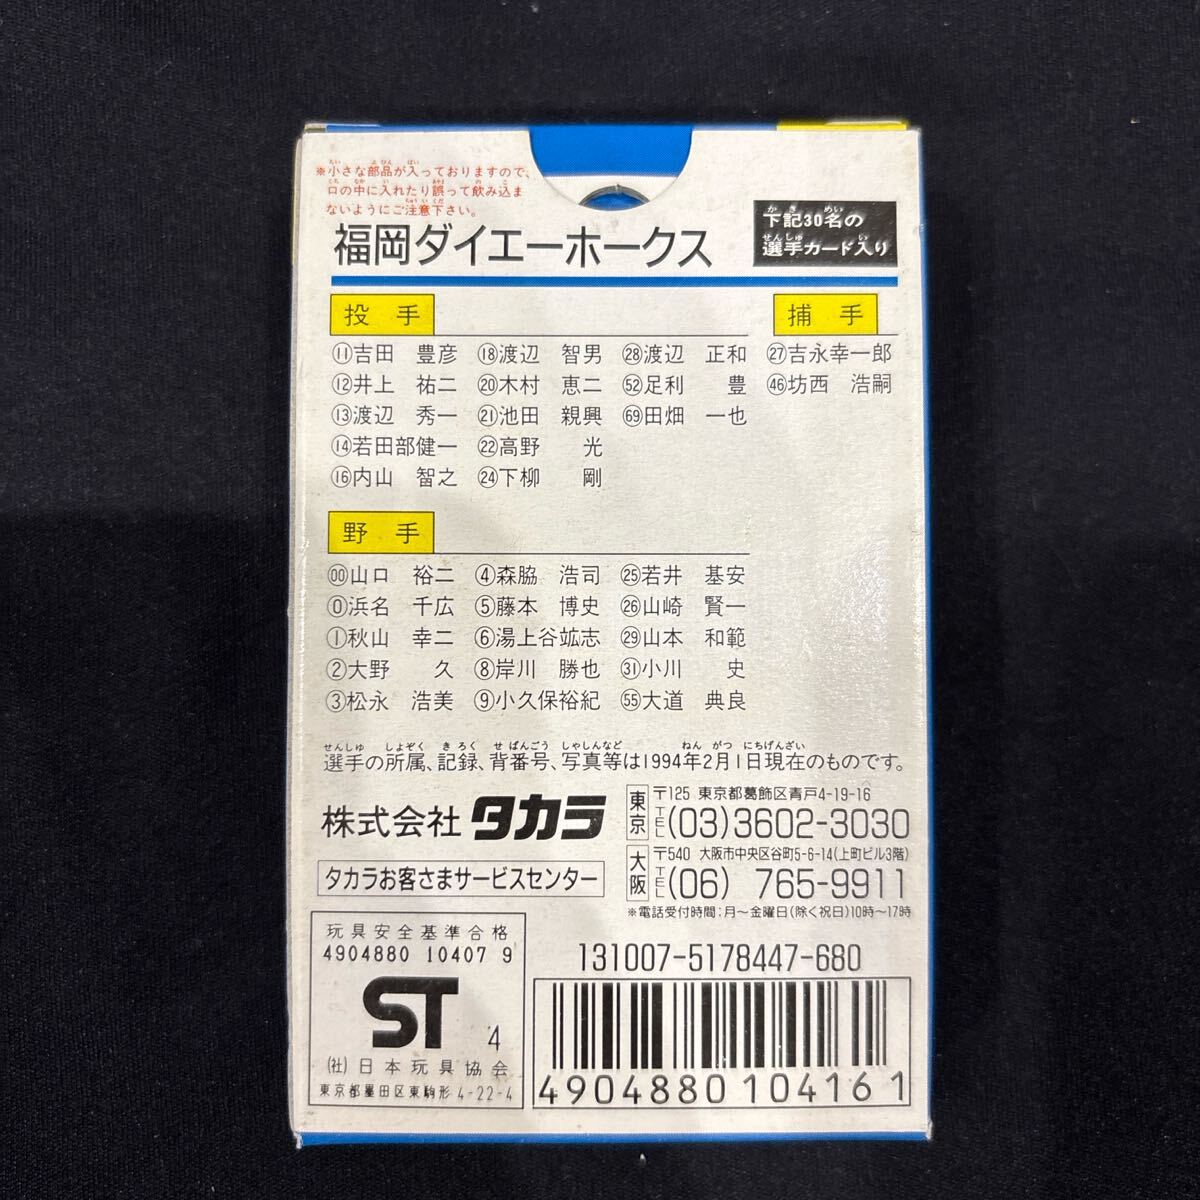 ※小さな部品が入っておりますので、
口の中に入れたり誤って飲み込ま
ないようにご注意下さい。
下記30名の
選手カード入り
福岡ダイエーホークス
投手
⑪吉田 豊彦 ⑱渡辺 智男 ㉘渡辺 正和
⑫井上 祐二 ⑳木村 恵二 52足利 豊
⑬渡辺 秀一 ㉑池田 親興 69田畑 一也
⑭若田部健一 ㉒高野 光
⑯内山 智之 ㉔下柳 剛
捕手
㉗吉永幸一郎
㊻坊西 浩嗣
野手
00山口 裕二 ④森脇 浩司 ㉕若井 基安
⓪浜名 千広 ⑤藤本 博史 ㉖山崎 賢一
①秋山 幸二 ⑥湯上谷竑志 ㉙山本 和範
②大野 久 ⑧岸川 勝也 ㉛小川 史
③松永 浩美 ⑨小久保裕紀 55大道 典良
選手の所属、記録、背番号、写真等は1994年2月1日現在のものです。
株式会社 タカラ
タカラお客さまサービスセンター
東京 〒125 東京都葛飾区青戸4-19-16
TEL (03)3602-3030
大阪 〒540 大阪市中央区谷町5-6-14(上町ビル3階)
TEL (06) 765-9911
※電話受付時間:月〜金曜日(除く祝日)10時〜17時
玩具安全基準合格
4904880 10407 9
ST 4
(社)日本玩具協会
東京都墨田区東駒形 4-22-4
131007-5178447-680
4904880104161